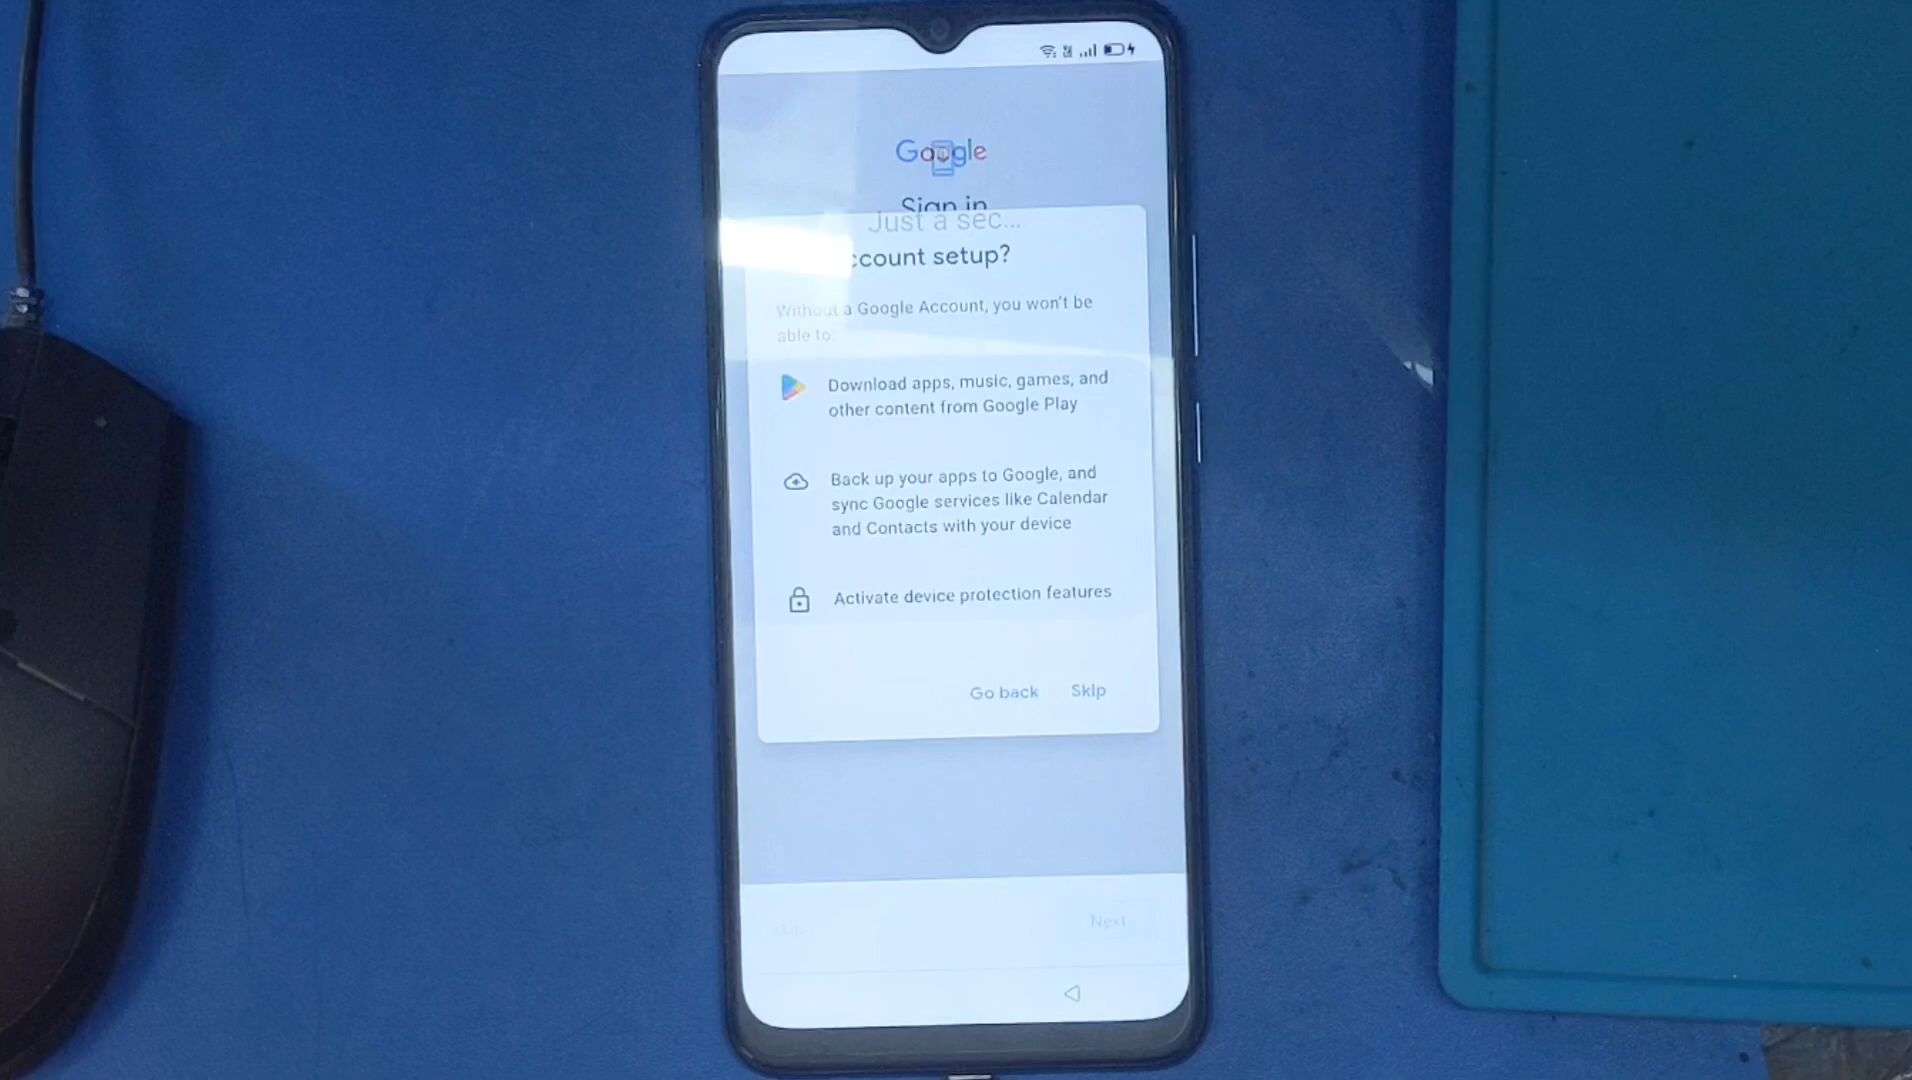 Google
Sign in
Just a sec...
ccount setup?
Without a Google Account, you won't be
able to:
Download apps, music, games, and
other content from Google Play
Back up your apps to Google, and
sync Google services like Calendar
and Contacts with your device
Activate device protection features
Go back Skip
Skip Next